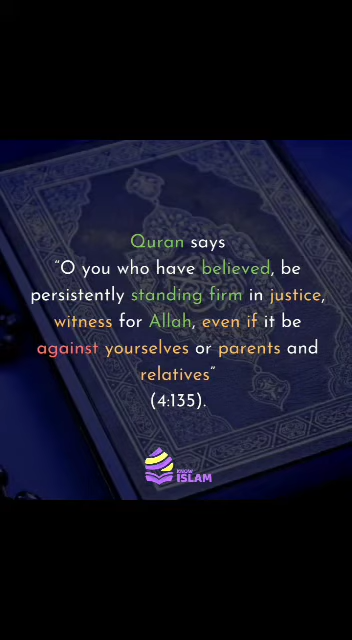 Quran says
“O you who have believed, be
persistently standing firm in justice,
witness for Allah, even if it be
against yourselves or parents and
relatives”
(4:135).
KNOW
ISLAM